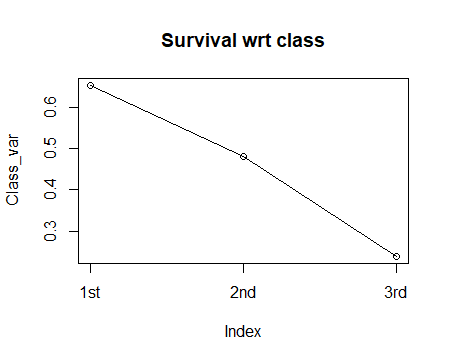 Survival wrt class
Class_var
0.6
0.5
0.4
0.3
1st 2nd 3rd
Index